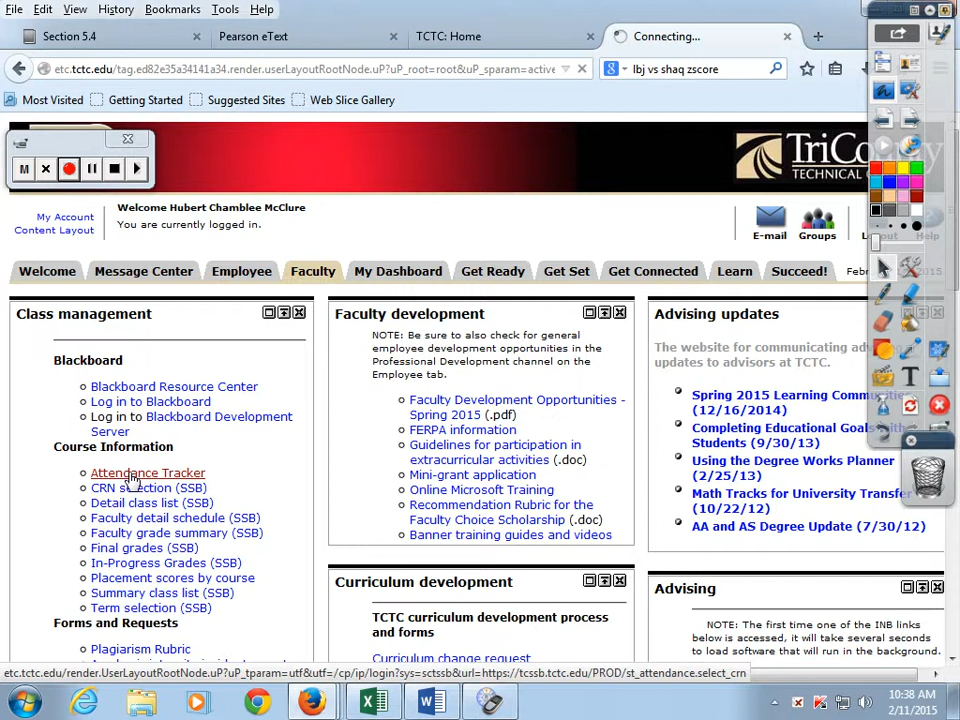 File Edit View History Bookmarks Tools Help
Section 5.4 Pearson eText TCTC: Home Connecting...
etc.tctc.edu/tag.ed82e35a34141a34.render.userLayoutRootNode.uP?uP_root=root&uP_sparam=active lbj vs shaq zscore
Most Visited Getting Started Suggested Sites Web Slice Gallery
M
TriCounty
TECHNICAL
Welcome Hubert Chamblee McClure
You are currently logged in.
My Account
Content Layout
E-mail Groups Help
Welcome Message Center Employee Faculty My Dashboard Get Ready Get Set Get Connected Learn Succeed!
Class management
Blackboard
Blackboard Resource Center
Log in to Blackboard
Log in to Blackboard Development
Server
Course Information
Attendance Tracker
CRN selection (SSB)
Detail class list (SSB)
Faculty detail schedule (SSB)
Faculty grade summary (SSB)
Final grades (SSB)
In-Progress Grades (SSB)
Placement scores by course
Summary class list (SSB)
Term selection (SSB)
Forms and Requests
Plagiarism Rubric
Faculty development
NOTE: Be sure to also check for general
employee development opportunities in the
Professional Development channel on the
Employee tab.
Faculty Development Opportunities -
Spring 2015 (.pdf)
FERPA information
Guidelines for participation in
extracurricular activities (.doc)
Mini-grant application
Online Microsoft Training
Recommendation Rubric for the
Faculty Choice Scholarship (.doc)
Banner training guides and videos
Curriculum development
TCTC curriculum development process
and forms
Curriculum change request
Advising updates
The website for communicating
updates to advisors at TCTC.
Spring 2015 Learning
(12/16/2014)
Completing Educational Goals
Students (9/30/13)
Using the Degree Works Planner
(2/25/13)
Math Tracks for University Transfer
(10/22/12)
AA and AS Degree Update (7/30/12)
Advising
NOTE: The first time one of the INB links
below is accessed, it will take several seconds
to load software that will run in the background.
etc.tctc.edu/render.UserLayoutRootNode.uP?uP_tparam=utf&utf=/cp/ip/login?sys=sctssb&url=https://tcssb.tctc.edu/PROD/st_attendance.select_crn
10:38 AM
2/11/2015